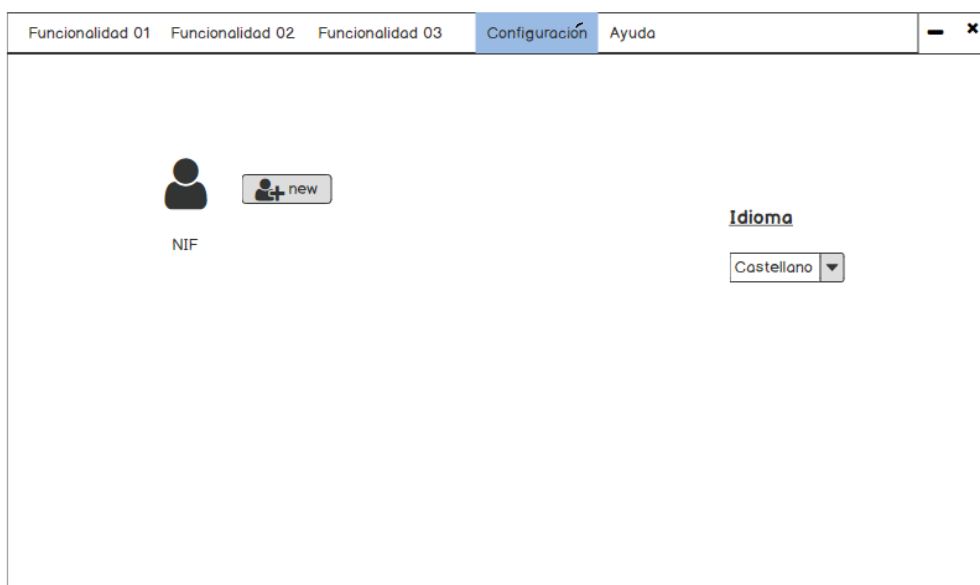 Funcionalidad 01 Funcionalidad 02 Funcionalidad 03 Configuración Ayuda
new
NIF
Idioma
Castellano